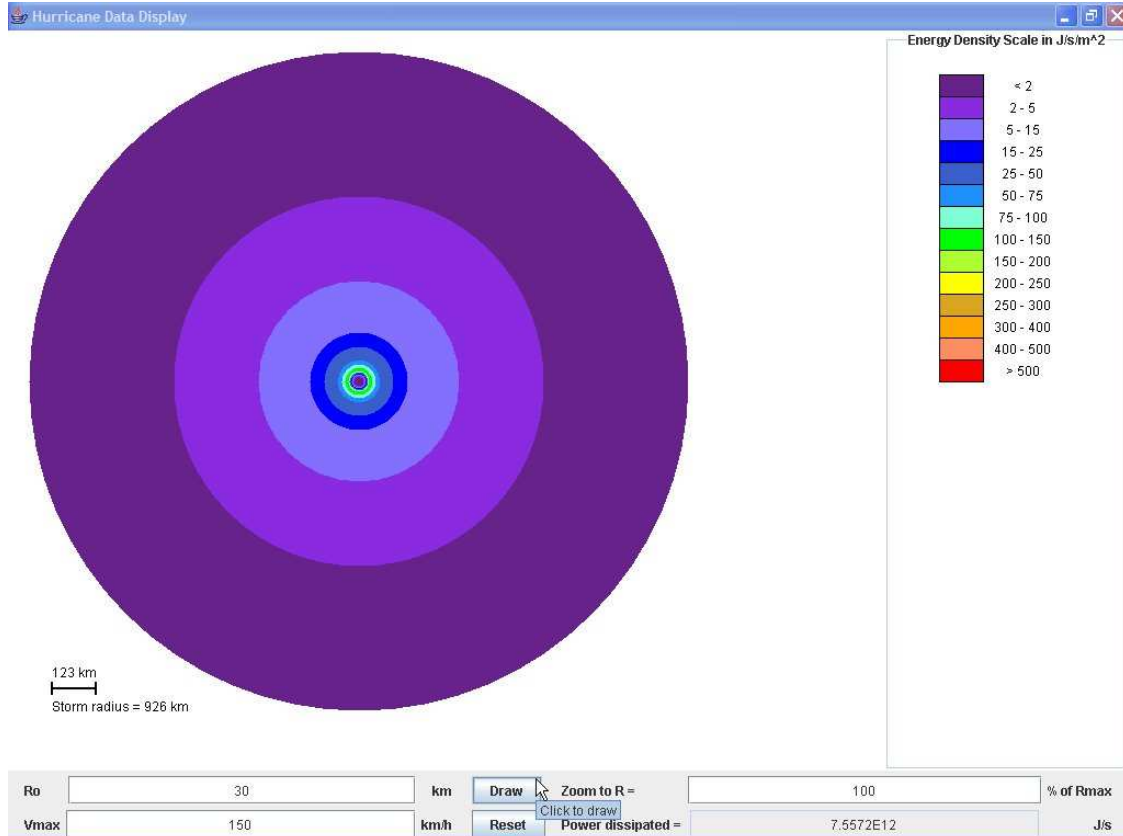 Hurricane Data Display
Energy Density Scale in J/s/m^2
< 2
2 - 5
5 - 15
15 - 25
25 - 50
50 - 75
75 - 100
100 - 150
150 - 200
200 - 250
250 - 300
300 - 400
400 - 500
> 500
123 km
Storm radius = 926 km
Ro 30 km Draw Zoom to R = 100 % of Rmax
Click to draw
Vmax 150 km/h Reset Power dissipated = 7.5572E12 J/s